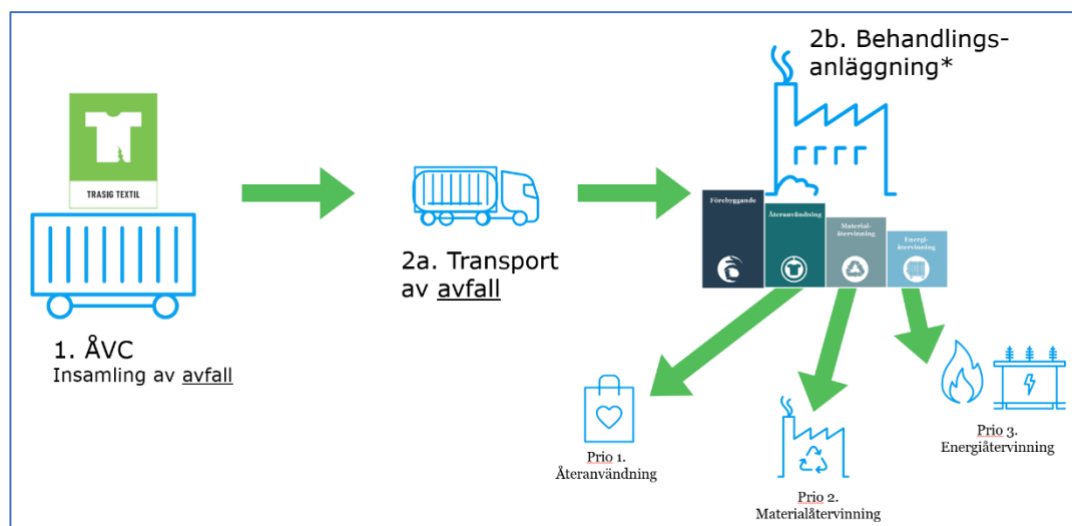 TRASIG TEXTIL
1. ÅVC
Insamling av avfall
2a. Transport
av avfall
2b. Behandlings-
anläggning*
Förebyggande
Återanvändning
Material-
återvinning
Energi-
återvinning
Prio 1.
Återanvändning
Prio 2.
Materialåtervinning
Prio 3.
Energiåtervinning